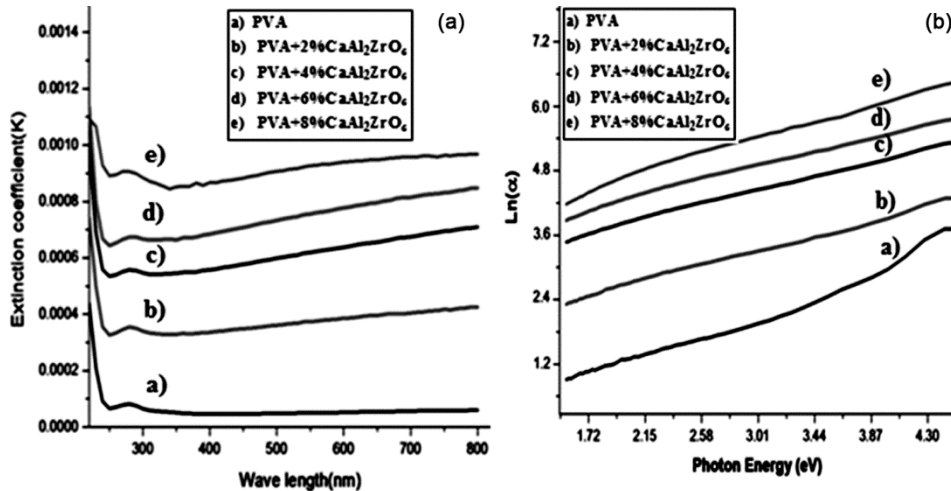 (a)
a) PVA
b) PVA+2%CaAl₂ZrO₆
c) PVA+4%CaAl₂ZrO₆
d) PVA+6%CaAl₂ZrO₆
e) PVA+8%CaAl₂ZrO₆
Extinction coefficient(K)
0.0014
0.0012
0.0010
0.0008
0.0006
0.0004
0.0002
0.0000
e)
d)
c)
b)
a)
300 400 500 600 700 800
Wave length(nm)
(b)
a) PVA
b) PVA+2%CaAl₂ZrO₆
c) PVA+4%CaAl₂ZrO₆
d) PVA+6%CaAl₂ZrO₆
e) PVA+8%CaAl₂ZrO₆
Ln(α)
7.2
6.0
4.8
3.6
2.4
1.2
e)
d)
c)
b)
a)
1.72 2.15 2.58 3.01 3.44 3.87 4.30
Photon Energy (eV)